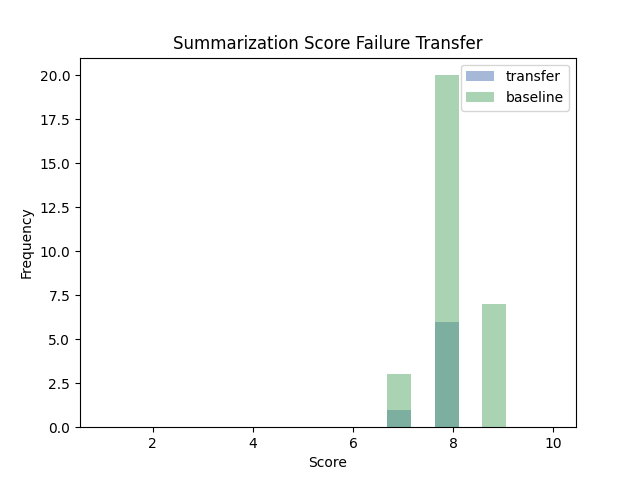 Summarization Score Failure Transfer
transfer
baseline
20.0
17.5
15.0
12.5
10.0
7.5
5.0
2.5
0.0
Frequency
2 4 6 8 10
Score